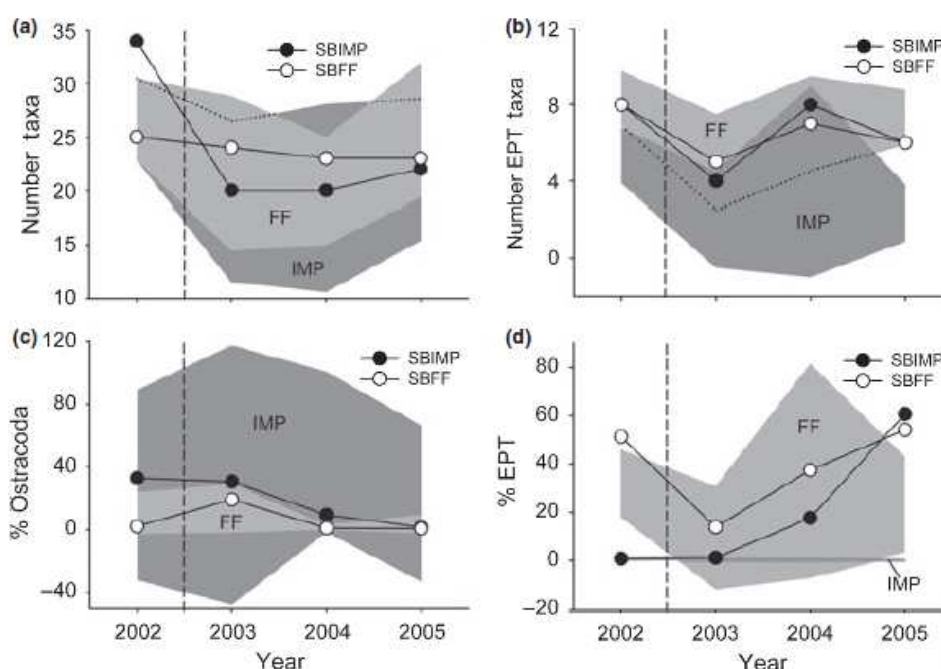 (a)
Number taxa
35
30
25
20
15
10
SBIMP
SBFF
FF
IMP
(b)
Number EPT taxa
12
8
4
0
SBIMP
SBFF
FF
IMP
(c)
% Ostracoda
120
80
40
0
–40
SBIMP
SBFF
IMP
FF
2002 2003 2004 2005
Year
(d)
% EPT
80
60
40
20
0
–20
SBIMP
SBFF
FF
IMP
2002 2003 2004 2005
Year